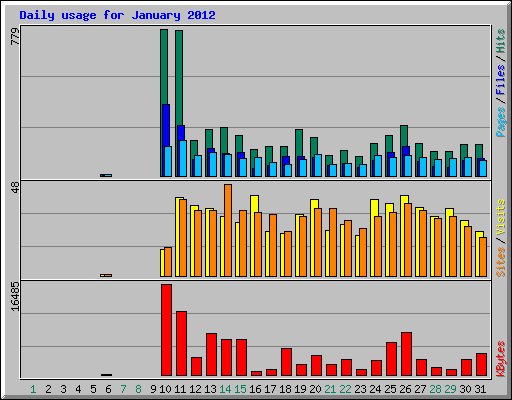 Daily usage for January 2012
779
Pages / Files / Hits
48
Sites / Visits
16485
KBytes
1 2 3 4 5 6 7 8 9 10 11 12 13 14 15 16 17 18 19 20 21 22 23 24 25 26 27 28 29 30 31